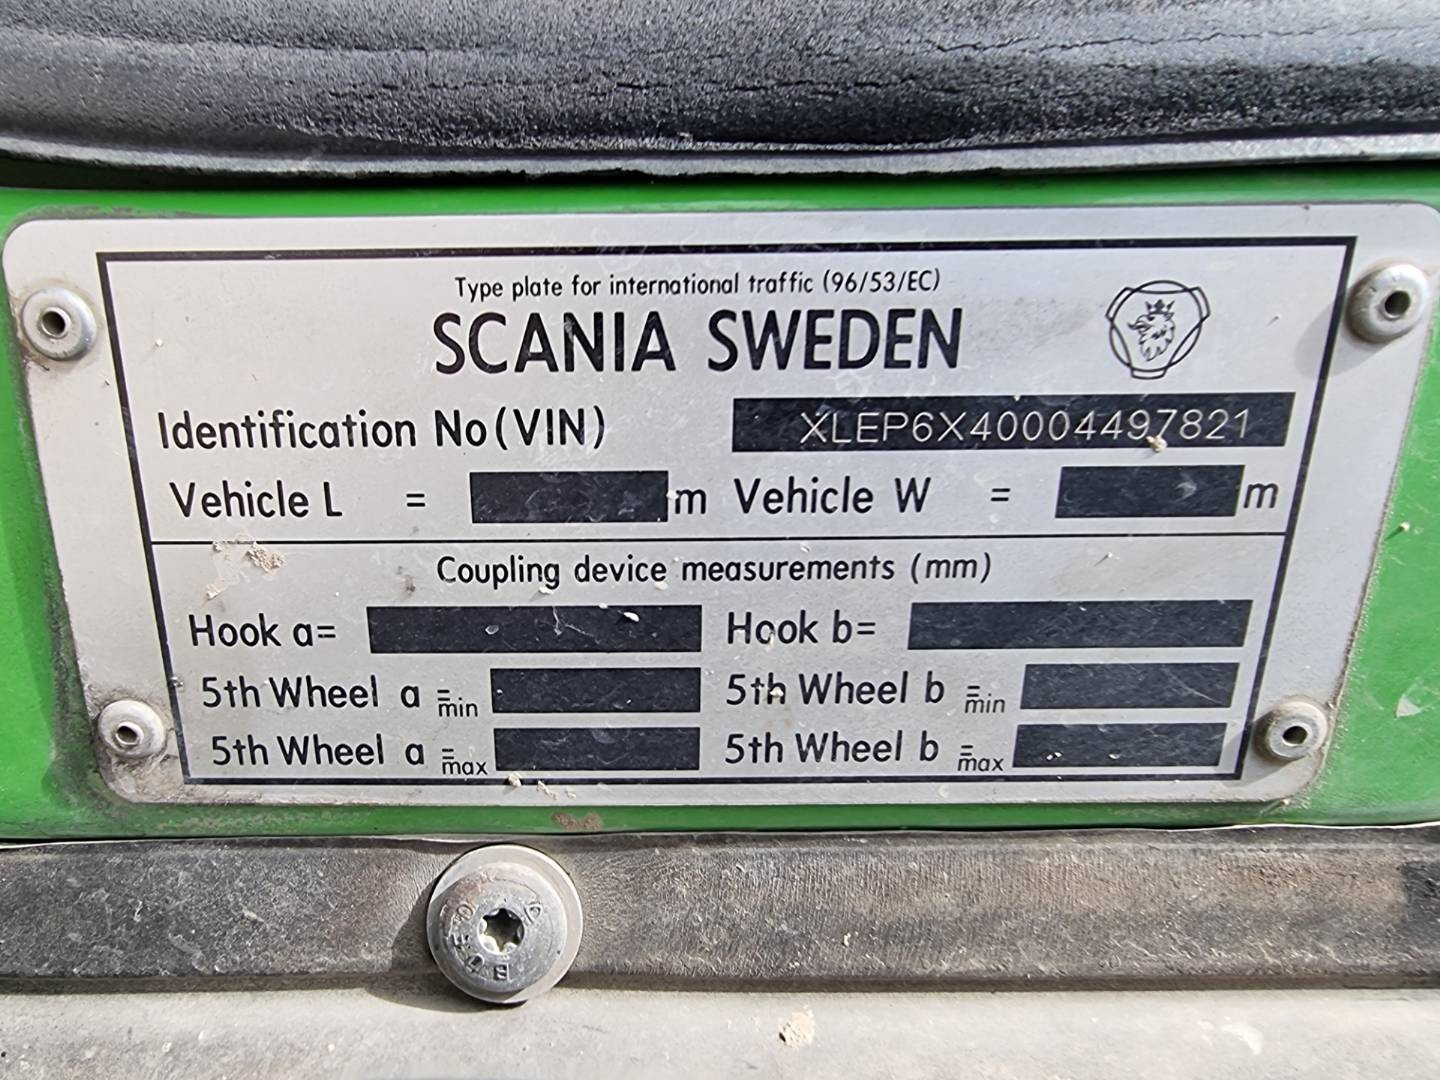 Type plate for international traffic (96/53/EC)
SCANIA SWEDEN
Identification No(VIN) XLEP6X40004497821
Vehicle L = m Vehicle W = m
Coupling device measurements (mm)
Hook a= Hook b=
5th Wheel a = min 5th Wheel b = min
5th Wheel a = max 5th Wheel b = max